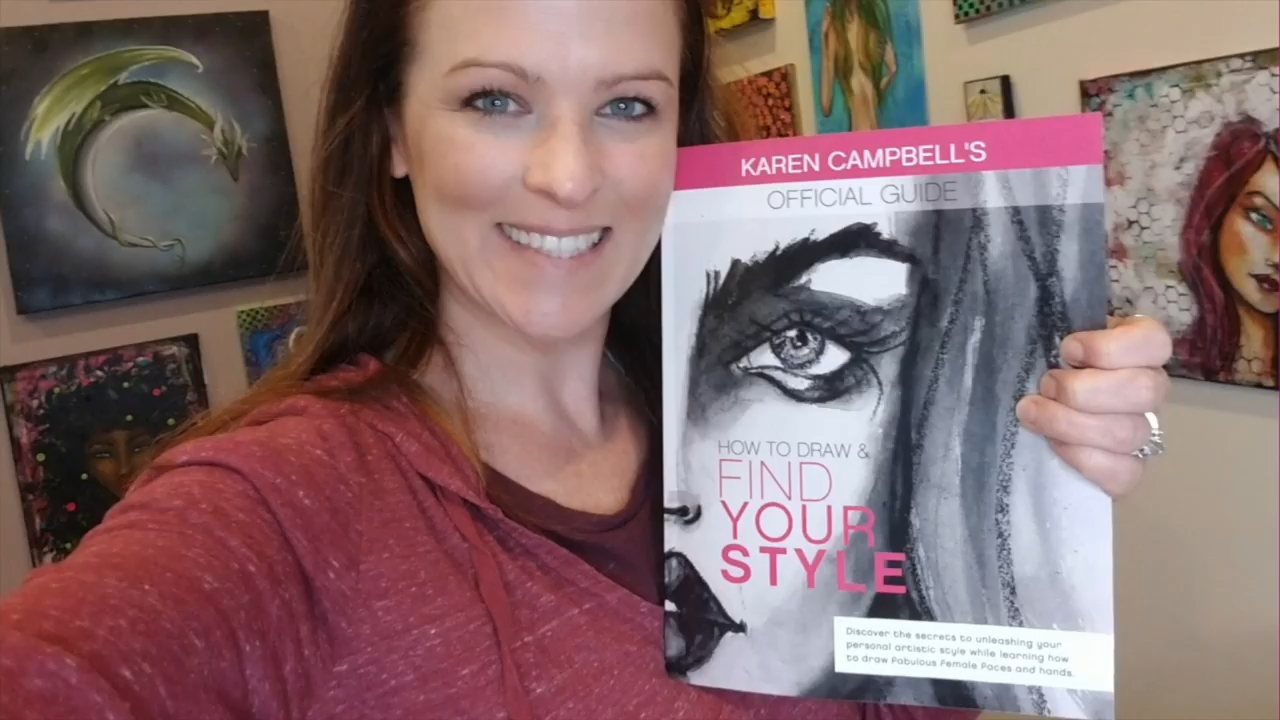 KAREN CAMPBELL'S
OFFICIAL GUIDE
HOW TO DRAW &
FIND
YOUR
STYLE
Discover the secrets to unleashing your
personal artistic style while learning how
to draw fabulous female faces and hands.